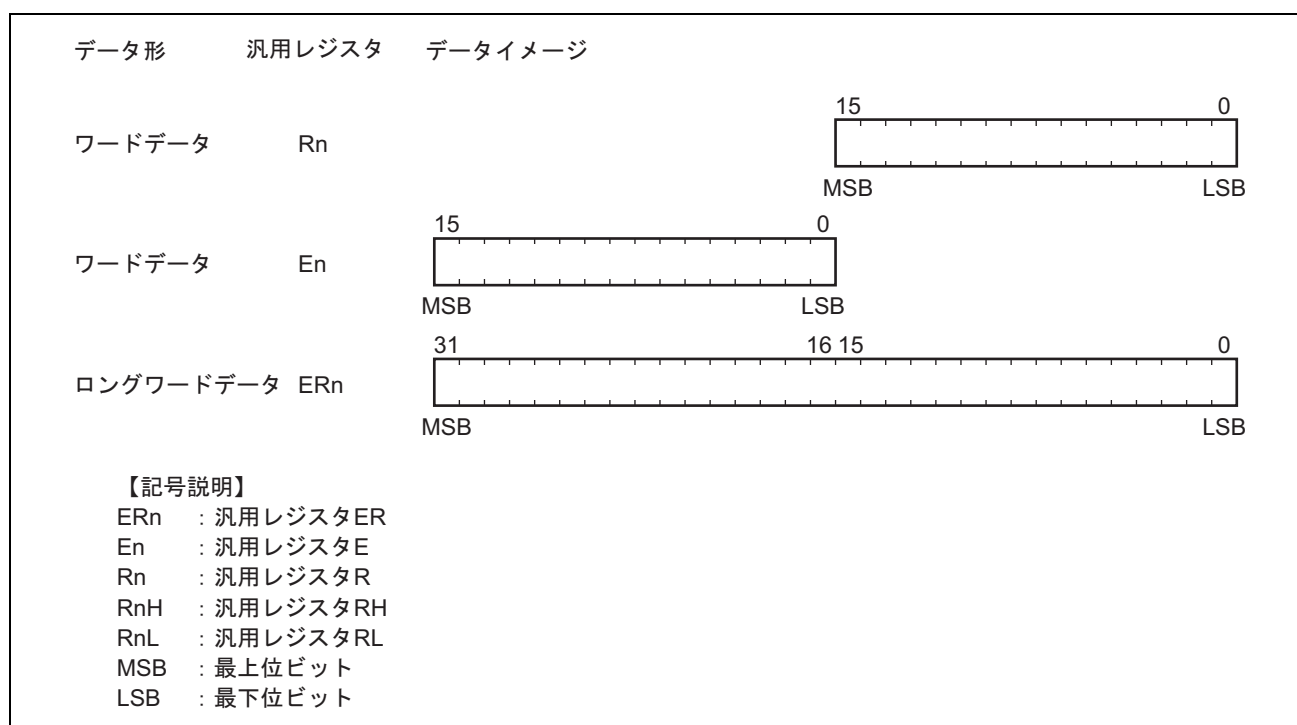 データ形 汎用レジスタ データイメージ
15 0
ワードデータ Rn
MSB LSB
15 0
ワードデータ En
MSB LSB
31 16 15 0
ロングワードデータ ERn
MSB LSB
【記号説明】
ERn : 汎用レジスタER
En : 汎用レジスタE
Rn : 汎用レジスタR
RnH : 汎用レジスタRH
RnL : 汎用レジスタRL
MSB : 最上位ビット
LSB : 最下位ビット